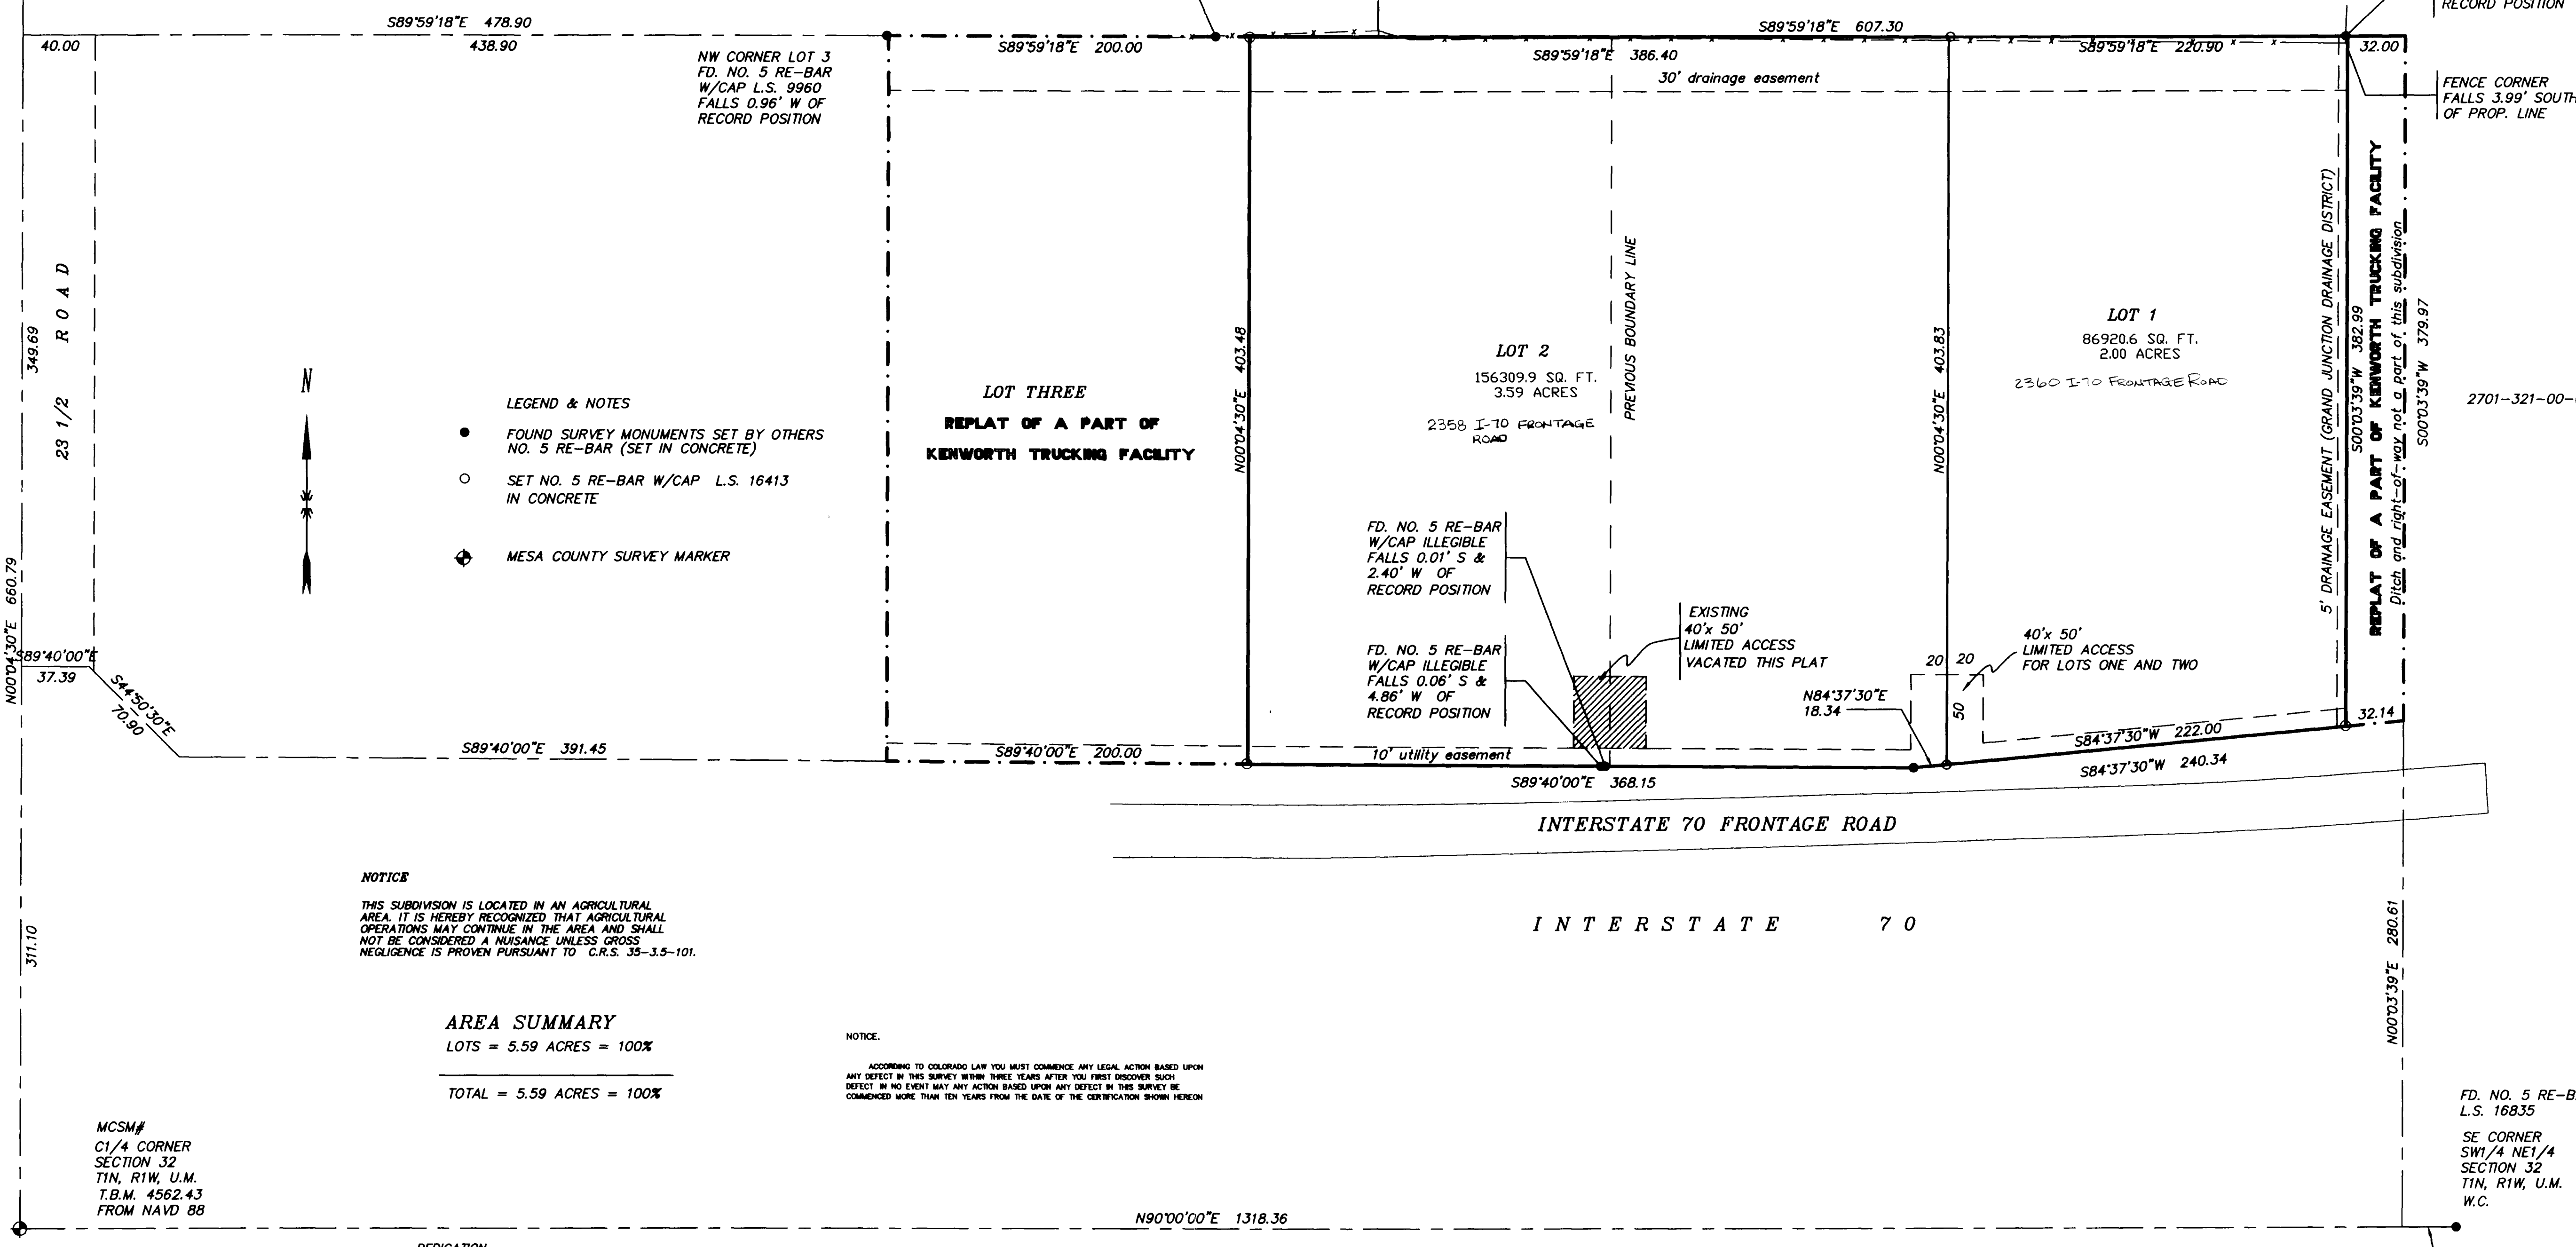 S89°59'18"E 478.90
40.00
438.90
S89°59'18"E 200.00
S89°59'18"E 607.30
S89°59'18"E 386.40
S89°59'18"E 220.90
32.00
RECORD POSITION
NW CORNER LOT 3
FD. NO. 5 RE-BAR
W/CAP L.S. 9960
FALLS 0.96' W OF
RECORD POSITION
30' drainage easement
FENCE CORNER
FALLS 3.99' SOUTH
OF PROP. LINE
23 1/2 ROAD
349.69
N00°04'30"E 660.79
311.10
S89°40'00"E
37.39
S44°50'30"E
70.90
S89°40'00"E 391.45
N
LEGEND & NOTES
FOUND SURVEY MONUMENTS SET BY OTHERS
NO. 5 RE-BAR (SET IN CONCRETE)
SET NO. 5 RE-BAR W/CAP L.S. 16413
IN CONCRETE
MESA COUNTY SURVEY MARKER
LOT THREE
REPLAT OF A PART OF
KENWORTH TRUCKING FACILITY
S89°40'00"E 200.00
N00°04'30"E 403.48
LOT 2
156309.9 SQ. FT.
3.59 ACRES
2358 I-70 FRONTAGE
ROAD
PREVIOUS BOUNDARY LINE
FD. NO. 5 RE-BAR
W/CAP ILLEGIBLE
FALLS 0.01' S &
2.40' W OF
RECORD POSITION
FD. NO. 5 RE-BAR
W/CAP ILLEGIBLE
FALLS 0.06' S &
4.86' W OF
RECORD POSITION
EXISTING
40'x 50'
LIMITED ACCESS
VACATED THIS PLAT
10' utility easement
S89°40'00"E 368.15
N84°37'30"E
18.34
N00°04'30"E 403.83
LOT 1
86920.6 SQ. FT.
2.00 ACRES
2360 I-70 FRONTAGE ROAD
20 20
50
40'x 50'
LIMITED ACCESS
FOR LOTS ONE AND TWO
S84°37'30"W 222.00
S84°37'30"W 240.34
32.14
5' DRAINAGE EASEMENT (GRAND JUNCTION DRAINAGE DISTRICT)
S00°03'39"W 382.99
REPLAT OF A PART OF KENWORTH TRUCKING FACILITY
Ditch and right-of-way not a part of this subdivision
S00°03'39"W 379.97
2701-321-00-
INTERSTATE 70 FRONTAGE ROAD
INTERSTATE 70
N00°03'39"E 280.61
NOTICE
THIS SUBDIVISION IS LOCATED IN AN AGRICULTURAL
AREA. IT IS HEREBY RECOGNIZED THAT AGRICULTURAL
OPERATIONS MAY CONTINUE IN THE AREA AND SHALL
NOT BE CONSIDERED A NUISANCE UNLESS GROSS
NEGLIGENCE IS PROVEN PURSUANT TO C.R.S. 35-3.5-101.
AREA SUMMARY
LOTS = 5.59 ACRES = 100%
TOTAL = 5.59 ACRES = 100%
NOTICE.
ACCORDING TO COLORADO LAW YOU MUST COMMENCE ANY LEGAL ACTION BASED UPON
ANY DEFECT IN THIS SURVEY WITHIN THREE YEARS AFTER YOU FIRST DISCOVER SUCH
DEFECT IN NO EVENT MAY ANY ACTION BASED UPON ANY DEFECT IN THIS SURVEY BE
COMMENCED MORE THAN TEN YEARS FROM THE DATE OF THE CERTIFICATION SHOWN HEREON
MCSM#
C1/4 CORNER
SECTION 32
T1N, R1W, U.M.
T.B.M. 4562.43
FROM NAVD 88
N90°00'00"E 1318.36
FD. NO. 5 RE-B
L.S. 16835
SE CORNER
SW1/4 NE1/4
SECTION 32
T1N, R1W, U.M.
W.C.